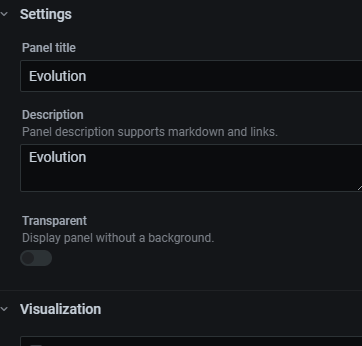 Settings
Panel title
Evolution
Description
Panel description supports markdown and links.
Evolution
Transparent
Display panel without a background.
Visualization